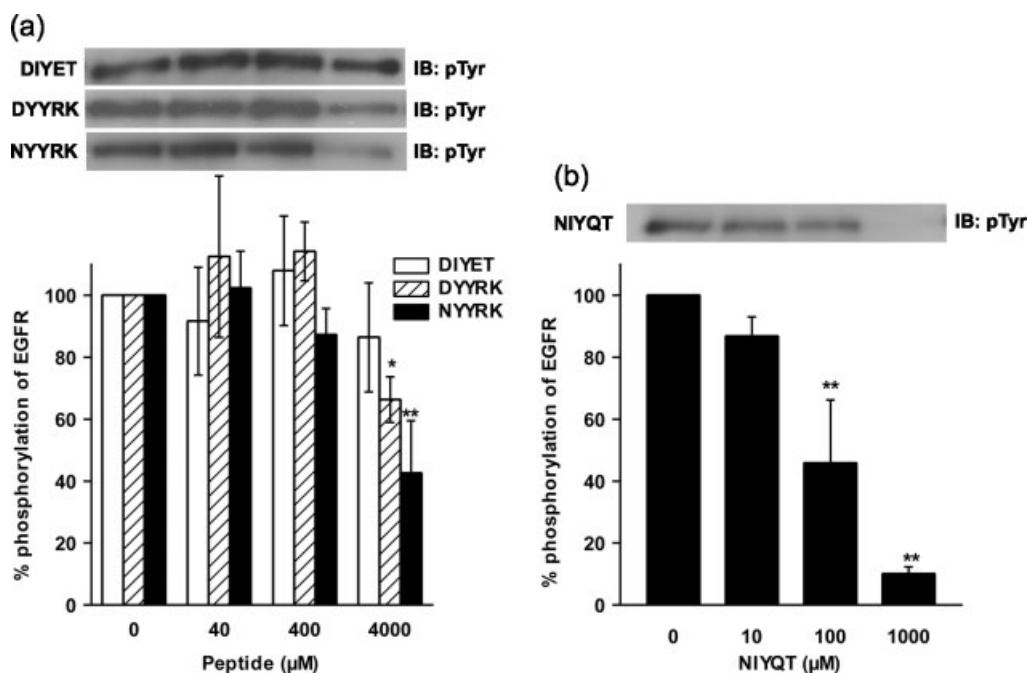 (a)
DIYET IB: pTyr
DYYRK IB: pTyr
NYYRK IB: pTyr
DIYET
DYYRK
NYYRK
% phosphorylation of EGFR
100
80
60
40
20
0
*
**
0 40 400 4000
Peptide (µM)
(b)
NIYQT IB: pTyr
% phosphorylation of EGFR
100
80
60
40
20
0
**
**
0 10 100 1000
NIYQT (µM)